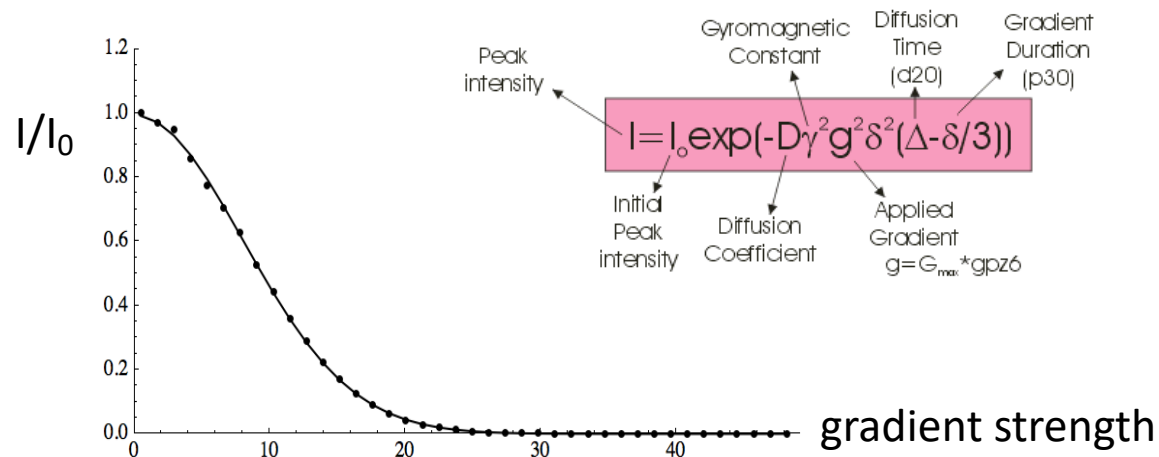 Gyromagnetic
Constant
Diffusion
Time
(d20)
Gradient
Duration
(p30)
Peak
intensity
I=I₀exp(-Dγ²g²δ²(Δ-δ/3))
Initial
Peak
intensity
Diffusion
Coefficient
Applied
Gradient
g=Gₘₐₓ*gpz6
I/I₀
1.2
1.0
0.8
0.6
0.4
0.2
0.0
0 10 20 30 40
gradient strength